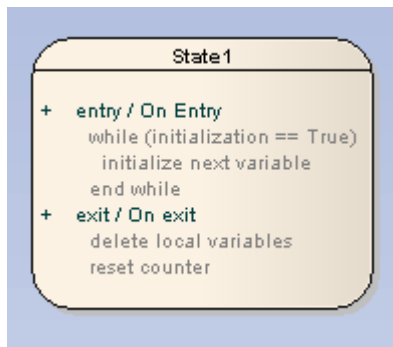 State1
+ entry / On Entry
while (initialization == True)
initialize next variable
end while
+ exit / On exit
delete local variables
reset counter